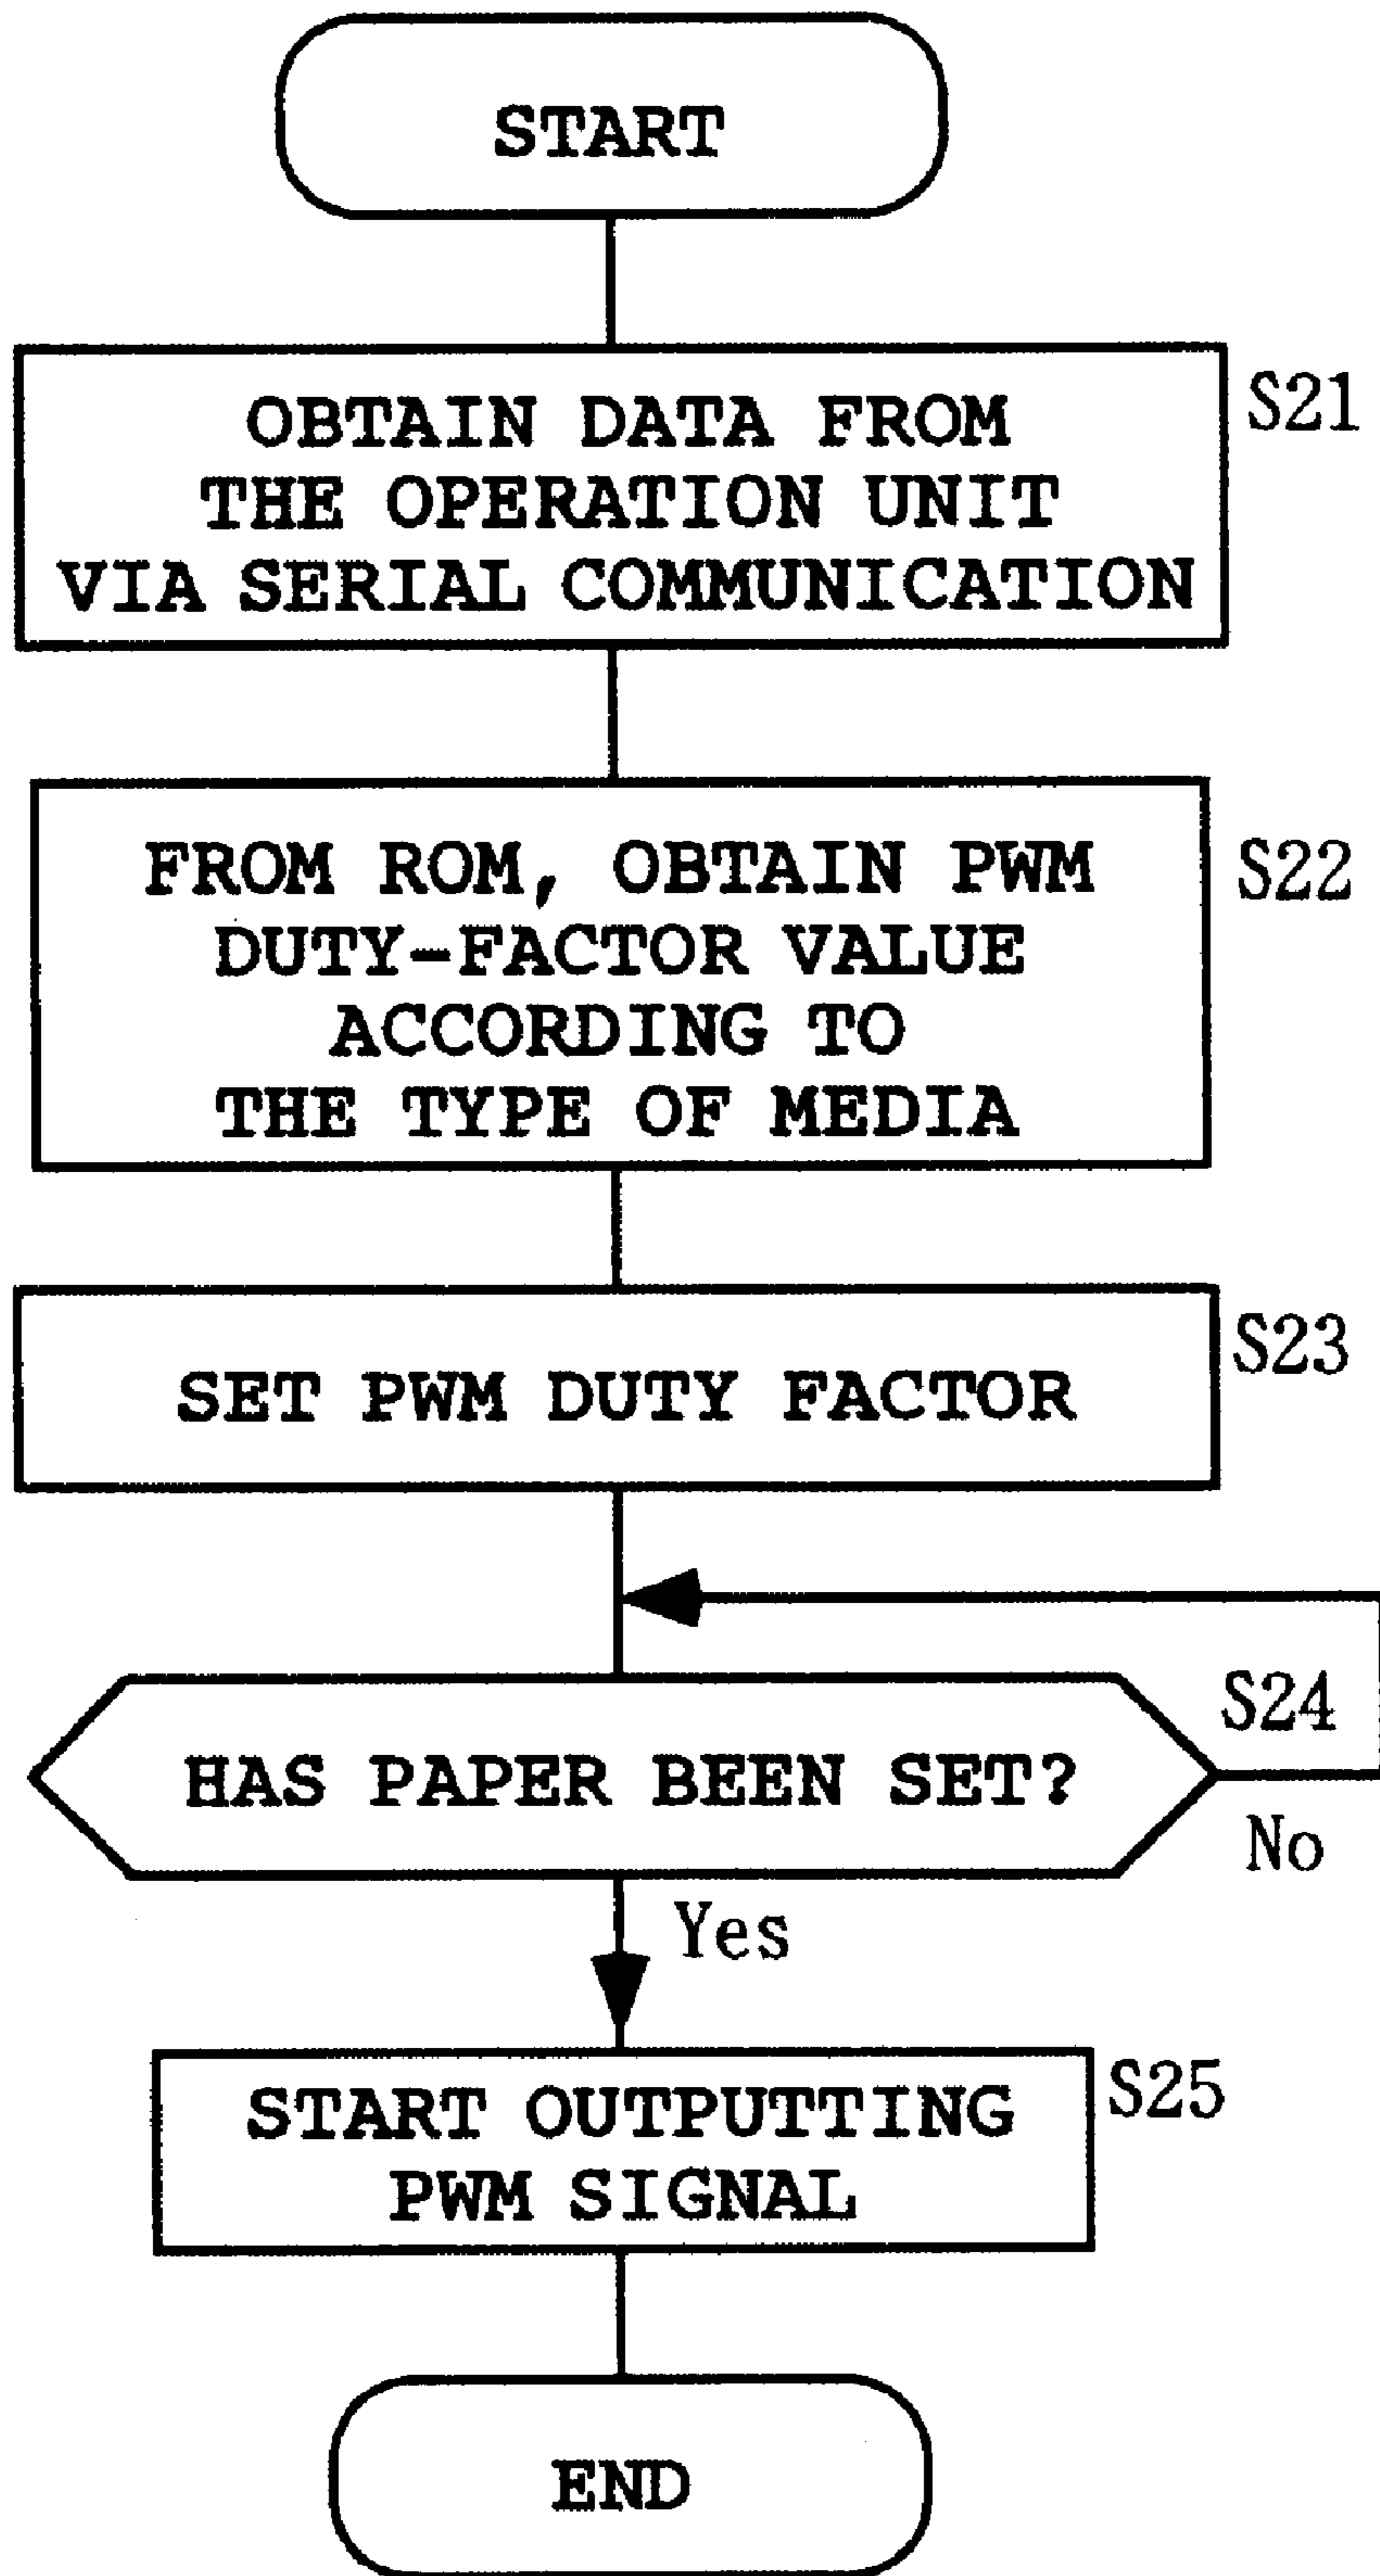 START
OBTAIN DATA FROM
THE OPERATION UNIT
VIA SERIAL COMMUNICATION
S21
FROM ROM, OBTAIN PWM
DUTY-FACTOR VALUE
ACCORDING TO
THE TYPE OF MEDIA
S22
SET PWM DUTY FACTOR
S23
HAS PAPER BEEN SET?
S24
No
Yes
START OUTPUTTING
PWM SIGNAL
S25
END